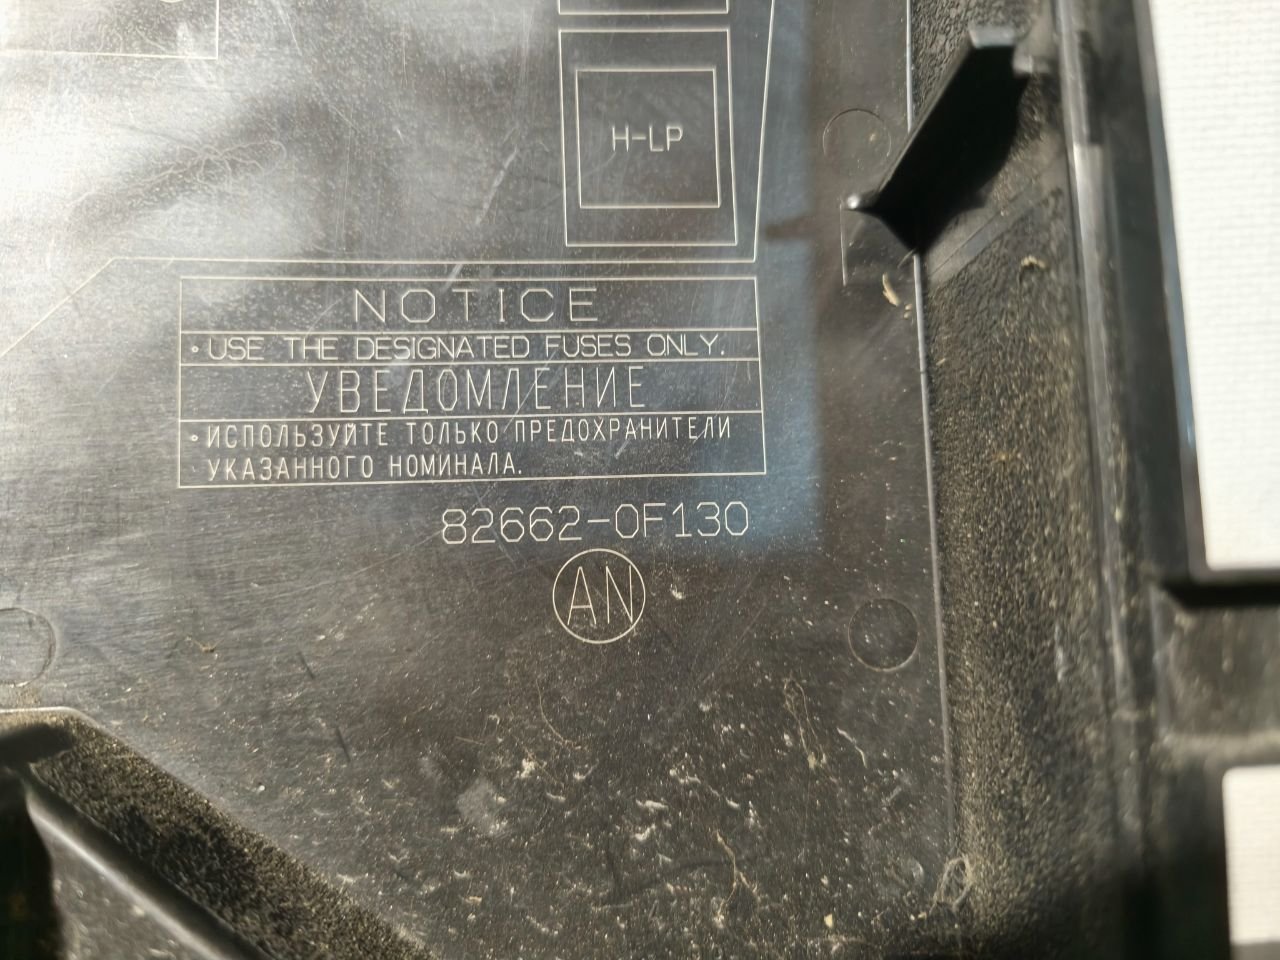 H-LP
NOTICE
•USE THE DESIGNATED FUSES ONLY.
УВЕДОМЛЕНИЕ
•ИСПОЛЬЗУЙТЕ ТОЛЬКО ПРЕДОХРАНИТЕЛИ
УКАЗАННОГО НОМИНАЛА.
82662-0F130
AN